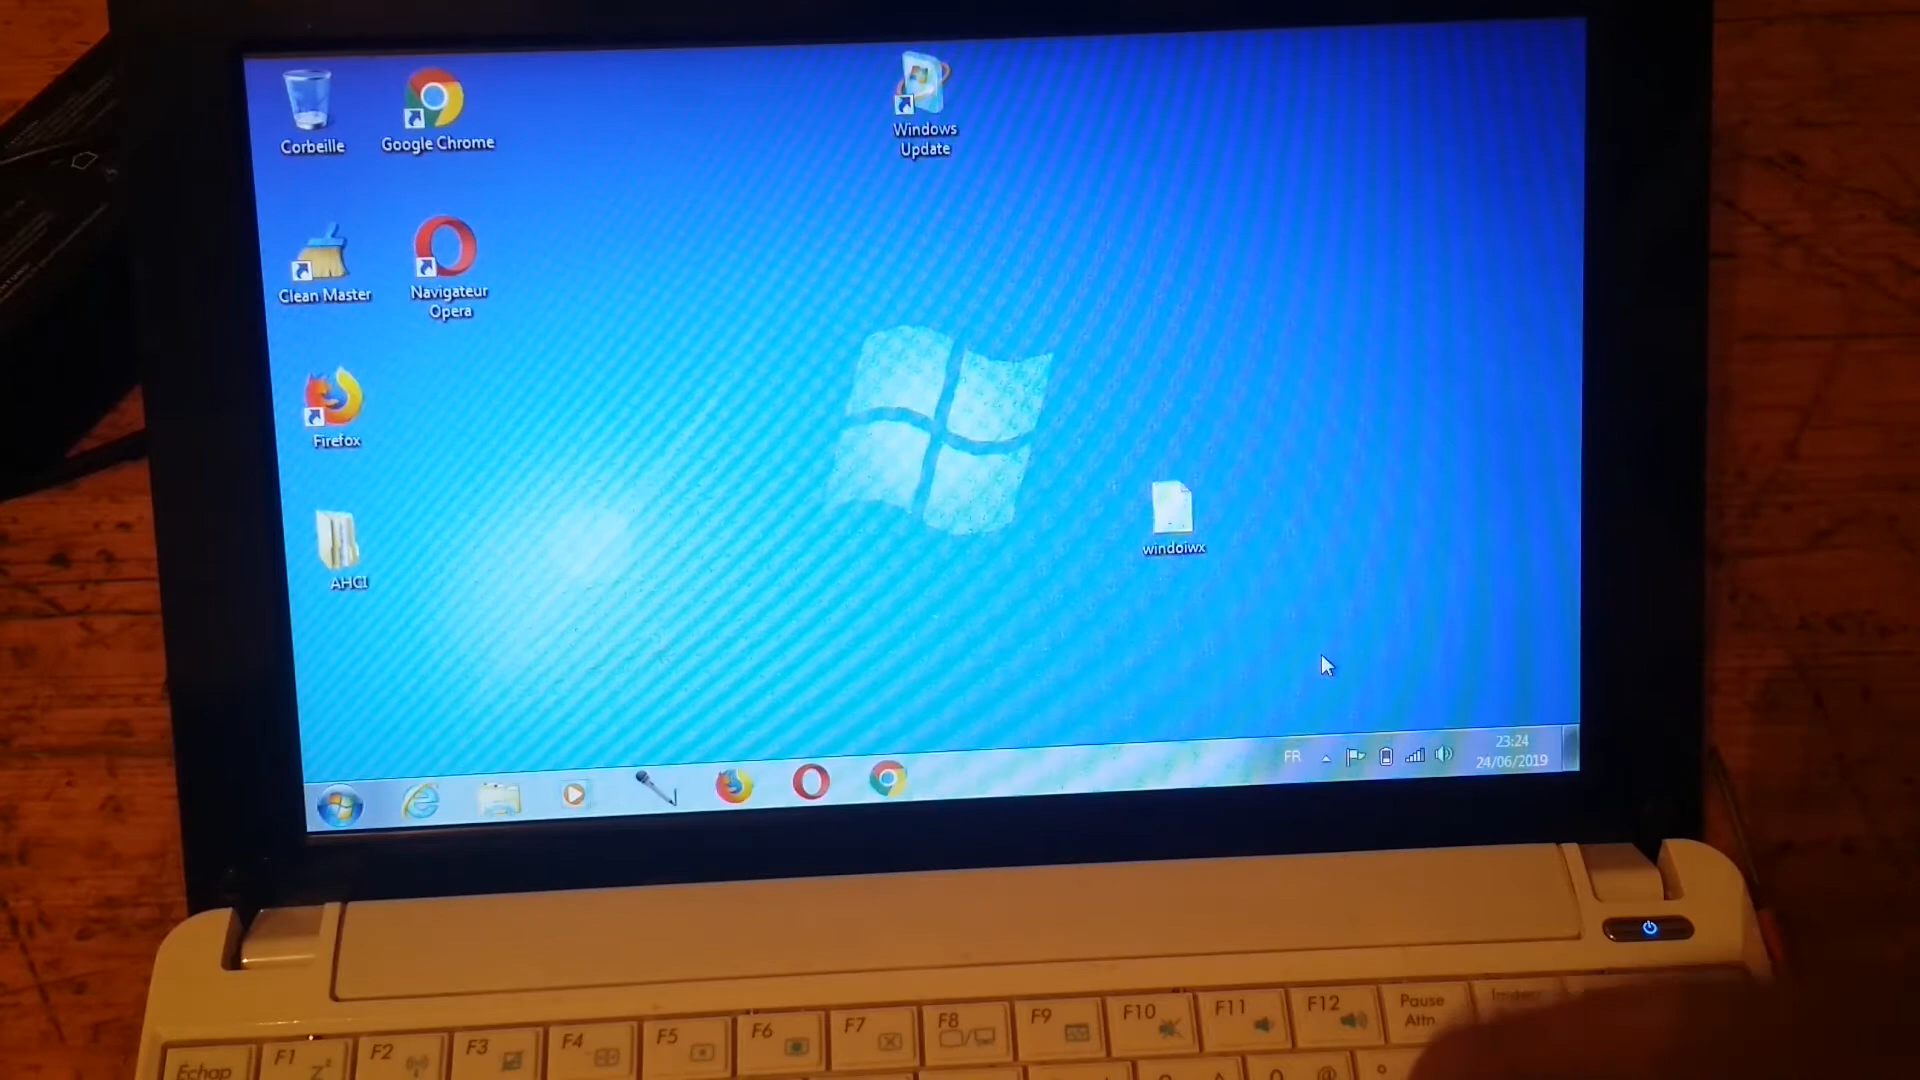 Corbeille
Google Chrome
Windows
Update
Clean Master
Navigateur
Opera
Firefox
AHCI
windoiwx
FR
23:24
24/06/2019
F1
F2
F3
F4
F5
F6
F7
F8
F9
F10
F11
F12
Pause
Attn
Echap